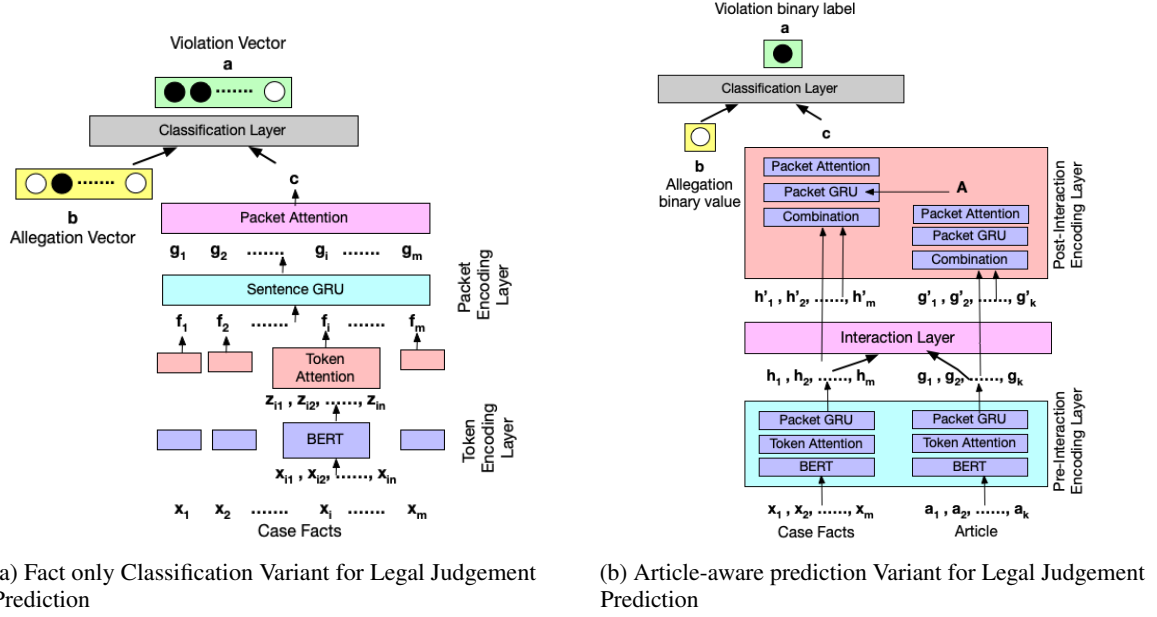 Violation Vector
a
Classification Layer
b
Allegation Vector
c
Packet Attention
g1 g2 ....... gi ....... gm
Sentence GRU
Packet Encoding Layer
f1 f2 ....... fi ....... fm
Token Attention
zi1 , zi2, ......, zin
BERT
Token Encoding Layer
xi1 , xi2, ......, xin
x1 x2 ....... xi ....... xm
Case Facts
a) Fact only Classification Variant for Legal Judgement
Prediction
Violation binary label
a
Classification Layer
b
Allegation
binary value
c
Packet Attention
Packet GRU
A
Combination
Packet Attention
Packet GRU
Combination
Post-Interaction
Encoding Layer
h'1 , h'2, ......, h'm
g'1 , g'2, ......, g'k
Interaction Layer
h1 , h2, ......, hm
g1 , g2, ......, gk
Packet GRU
Token Attention
BERT
Packet GRU
Token Attention
BERT
Pre-Interaction
Encoding Layer
x1 , x2, ......, xm
Case Facts
a1 , a2, ......, ak
Article
(b) Article-aware prediction Variant for Legal Judgement
Prediction